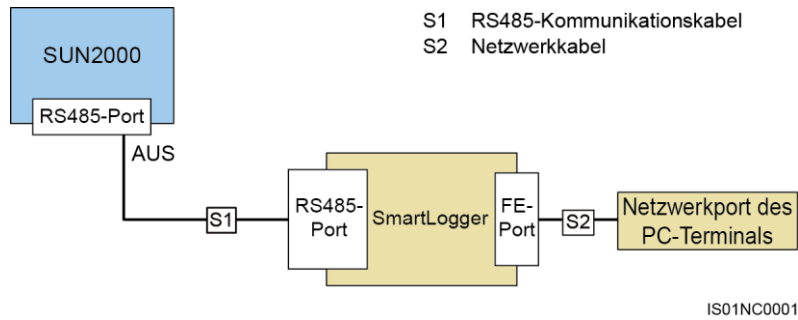 SUN2000
RS485-Port
AUS
S1 RS485-Kommunikationskabel
S2 Netzwerkkabel
S1
RS485-
Port
SmartLogger
FE-
Port
S2
Netzwerkport des
PC-Terminals
IS01NC0001